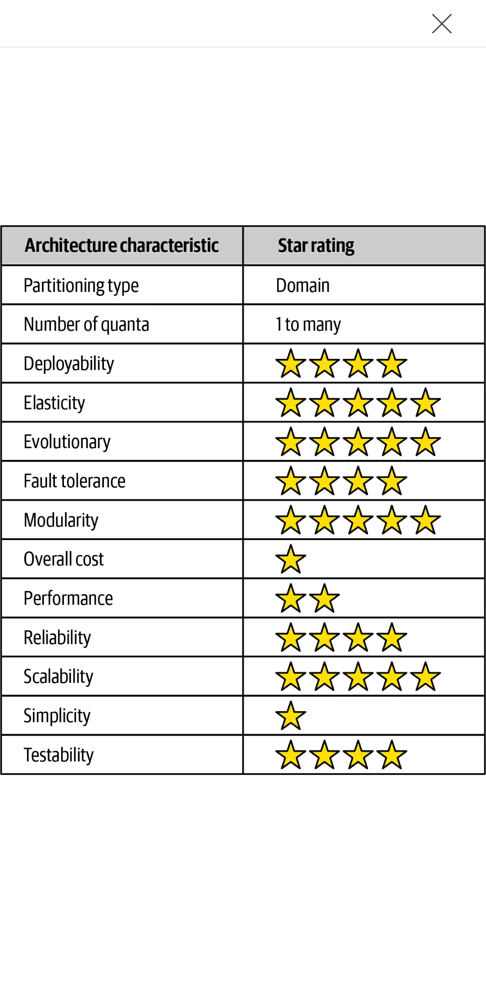 Architecture characteristic Star rating
Partitioning type Domain
Number of quanta 1 to many
Deployability
Elasticity
Evolutionary
Fault tolerance
Modularity
Overall cost
Performance
Reliability
Scalability
Simplicity
Testability